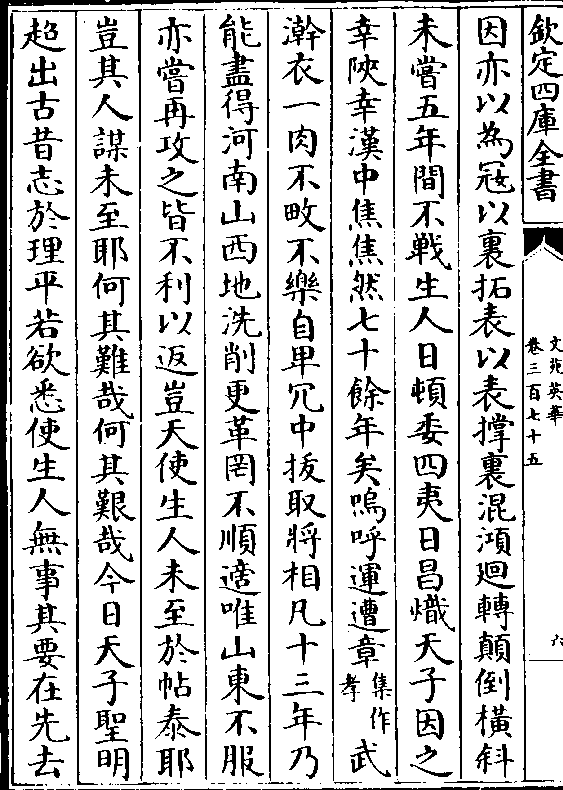 欽定四庫全書
文苑英華
卷三百七十五
六
因亦以為冦以裏拓表以表撑裏混澒廻轉顛倒橫斜
未嘗五年間不戰生人日頓委四夷日昌熾天子因之
幸陜幸漢中焦焦然七十餘年矣嗚呼運遭章集作孝武
澣衣一肉不畋不樂自卑冗中抜取將相凡十三年乃
能盡得河南山西地洗削更革罔不順適唯山東不服
亦嘗再攻之皆不利以返豈天使生人未至於帖泰耶
豈其人謀未至耶何其難哉何其艱哉今日天子聖明
超出古昔志於理平若欲悉使生人無事其要在先去